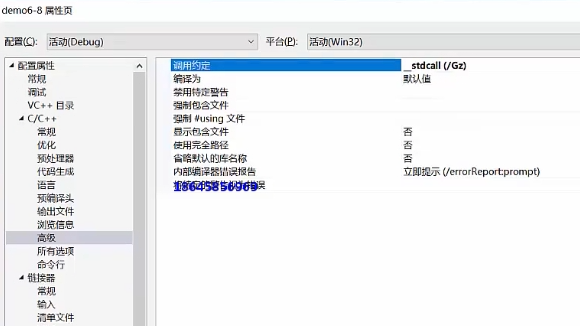 demo6-8 属性页
配置(C): 活动(Debug) 平台(P): 活动(Win32)
配置属性
常规
调试
VC++ 目录
C/C++
常规
优化
预处理器
代码生成
语言
预编译头
输出文件
浏览信息
高级
所有选项
命令行
链接器
常规
输入
清单文件
调用约定 __stdcall (/Gz)
编译为 默认值
禁用特定警告
强制包含文件
强制 #using 文件
显示包含文件 否
使用完全路径 否
省略默认的库名称 否
内部编译器错误报告 立即提示 (/errorReport:prompt)
18645856969